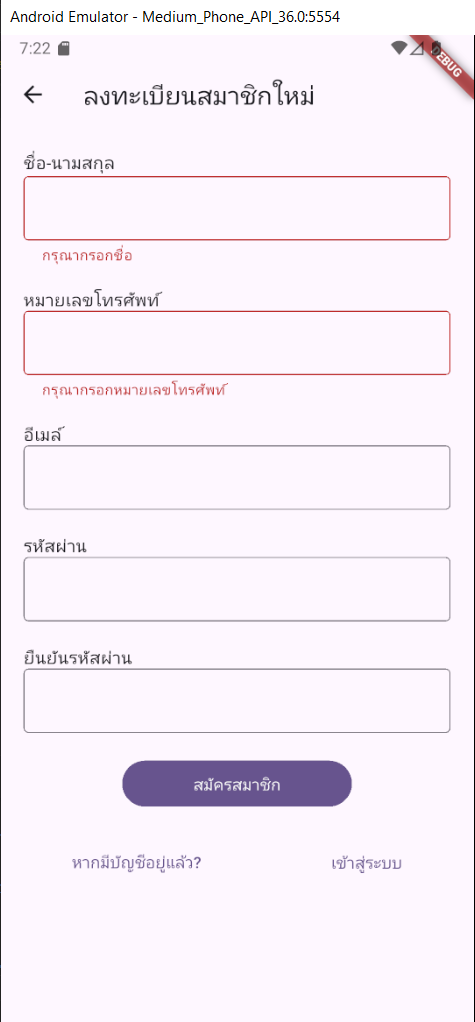 Android Emulator - Medium_Phone_API_36.0:5554
7:22
DEBUG
ลงทะเบียนสมาชิกใหม่
ชื่อ-นามสกุล
กรุณากรอกชื่อ
หมายเลขโทรศัพท์
กรุณากรอกหมายเลขโทรศัพท์
อีเมล์
รหัสผ่าน
ยืนยันรหัสผ่าน
สมัครสมาชิก
หากมีบัญชีอยู่แล้ว? เข้าสู่ระบบ